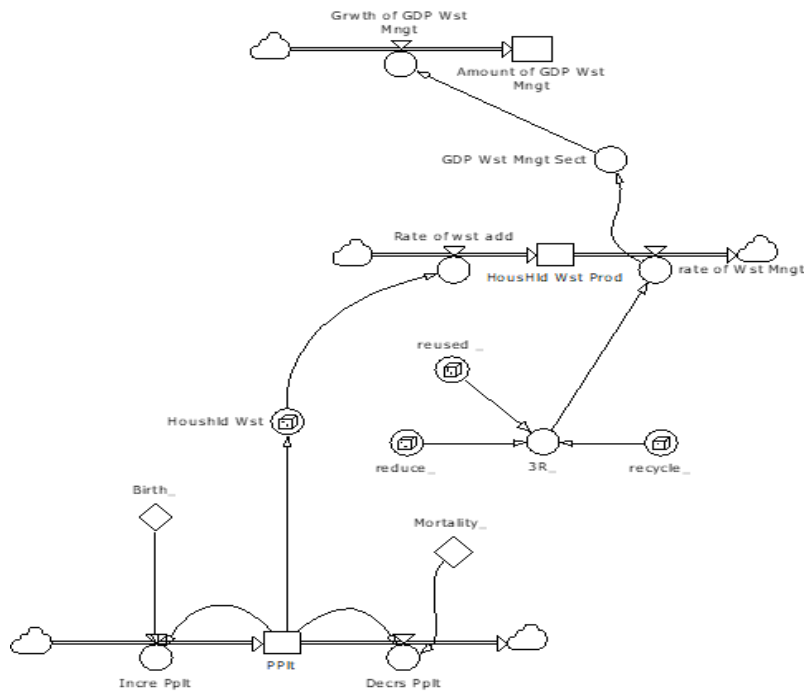 Grwth of GDP Wst
Mngt
Amount of GDP Wst
Mngt
GDP Wst Mngt Sect
Rate of wst add
HousHld Wst Prod
rate of Wst Mngt
reused _
Houshld Wst
reduce_
3R_
recycle_
Birth_
Mortality_
PPlt
Incre Pplt
Decrs Pplt